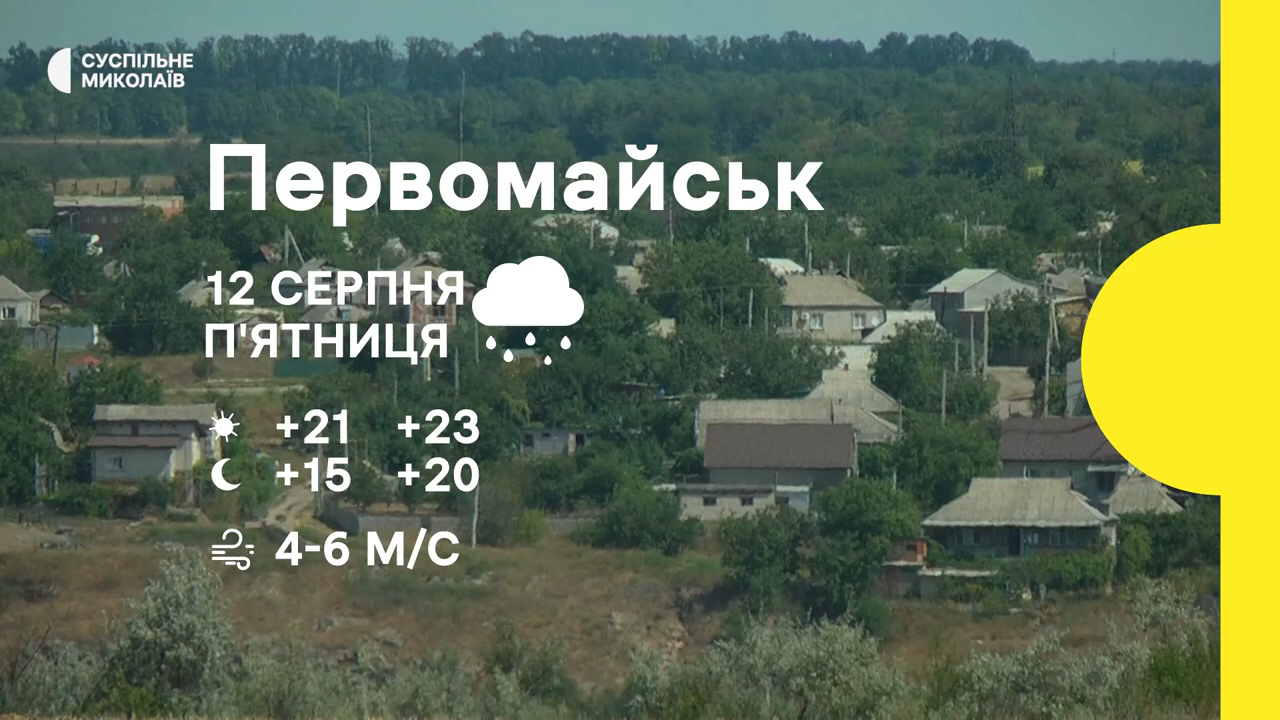 СУСПІЛЬНЕ
МИКОЛАЇВ
Первомайськ
12 СЕРПНЯ
П'ЯТНИЦЯ
+21 +23
+15 +20
4-6 М/С